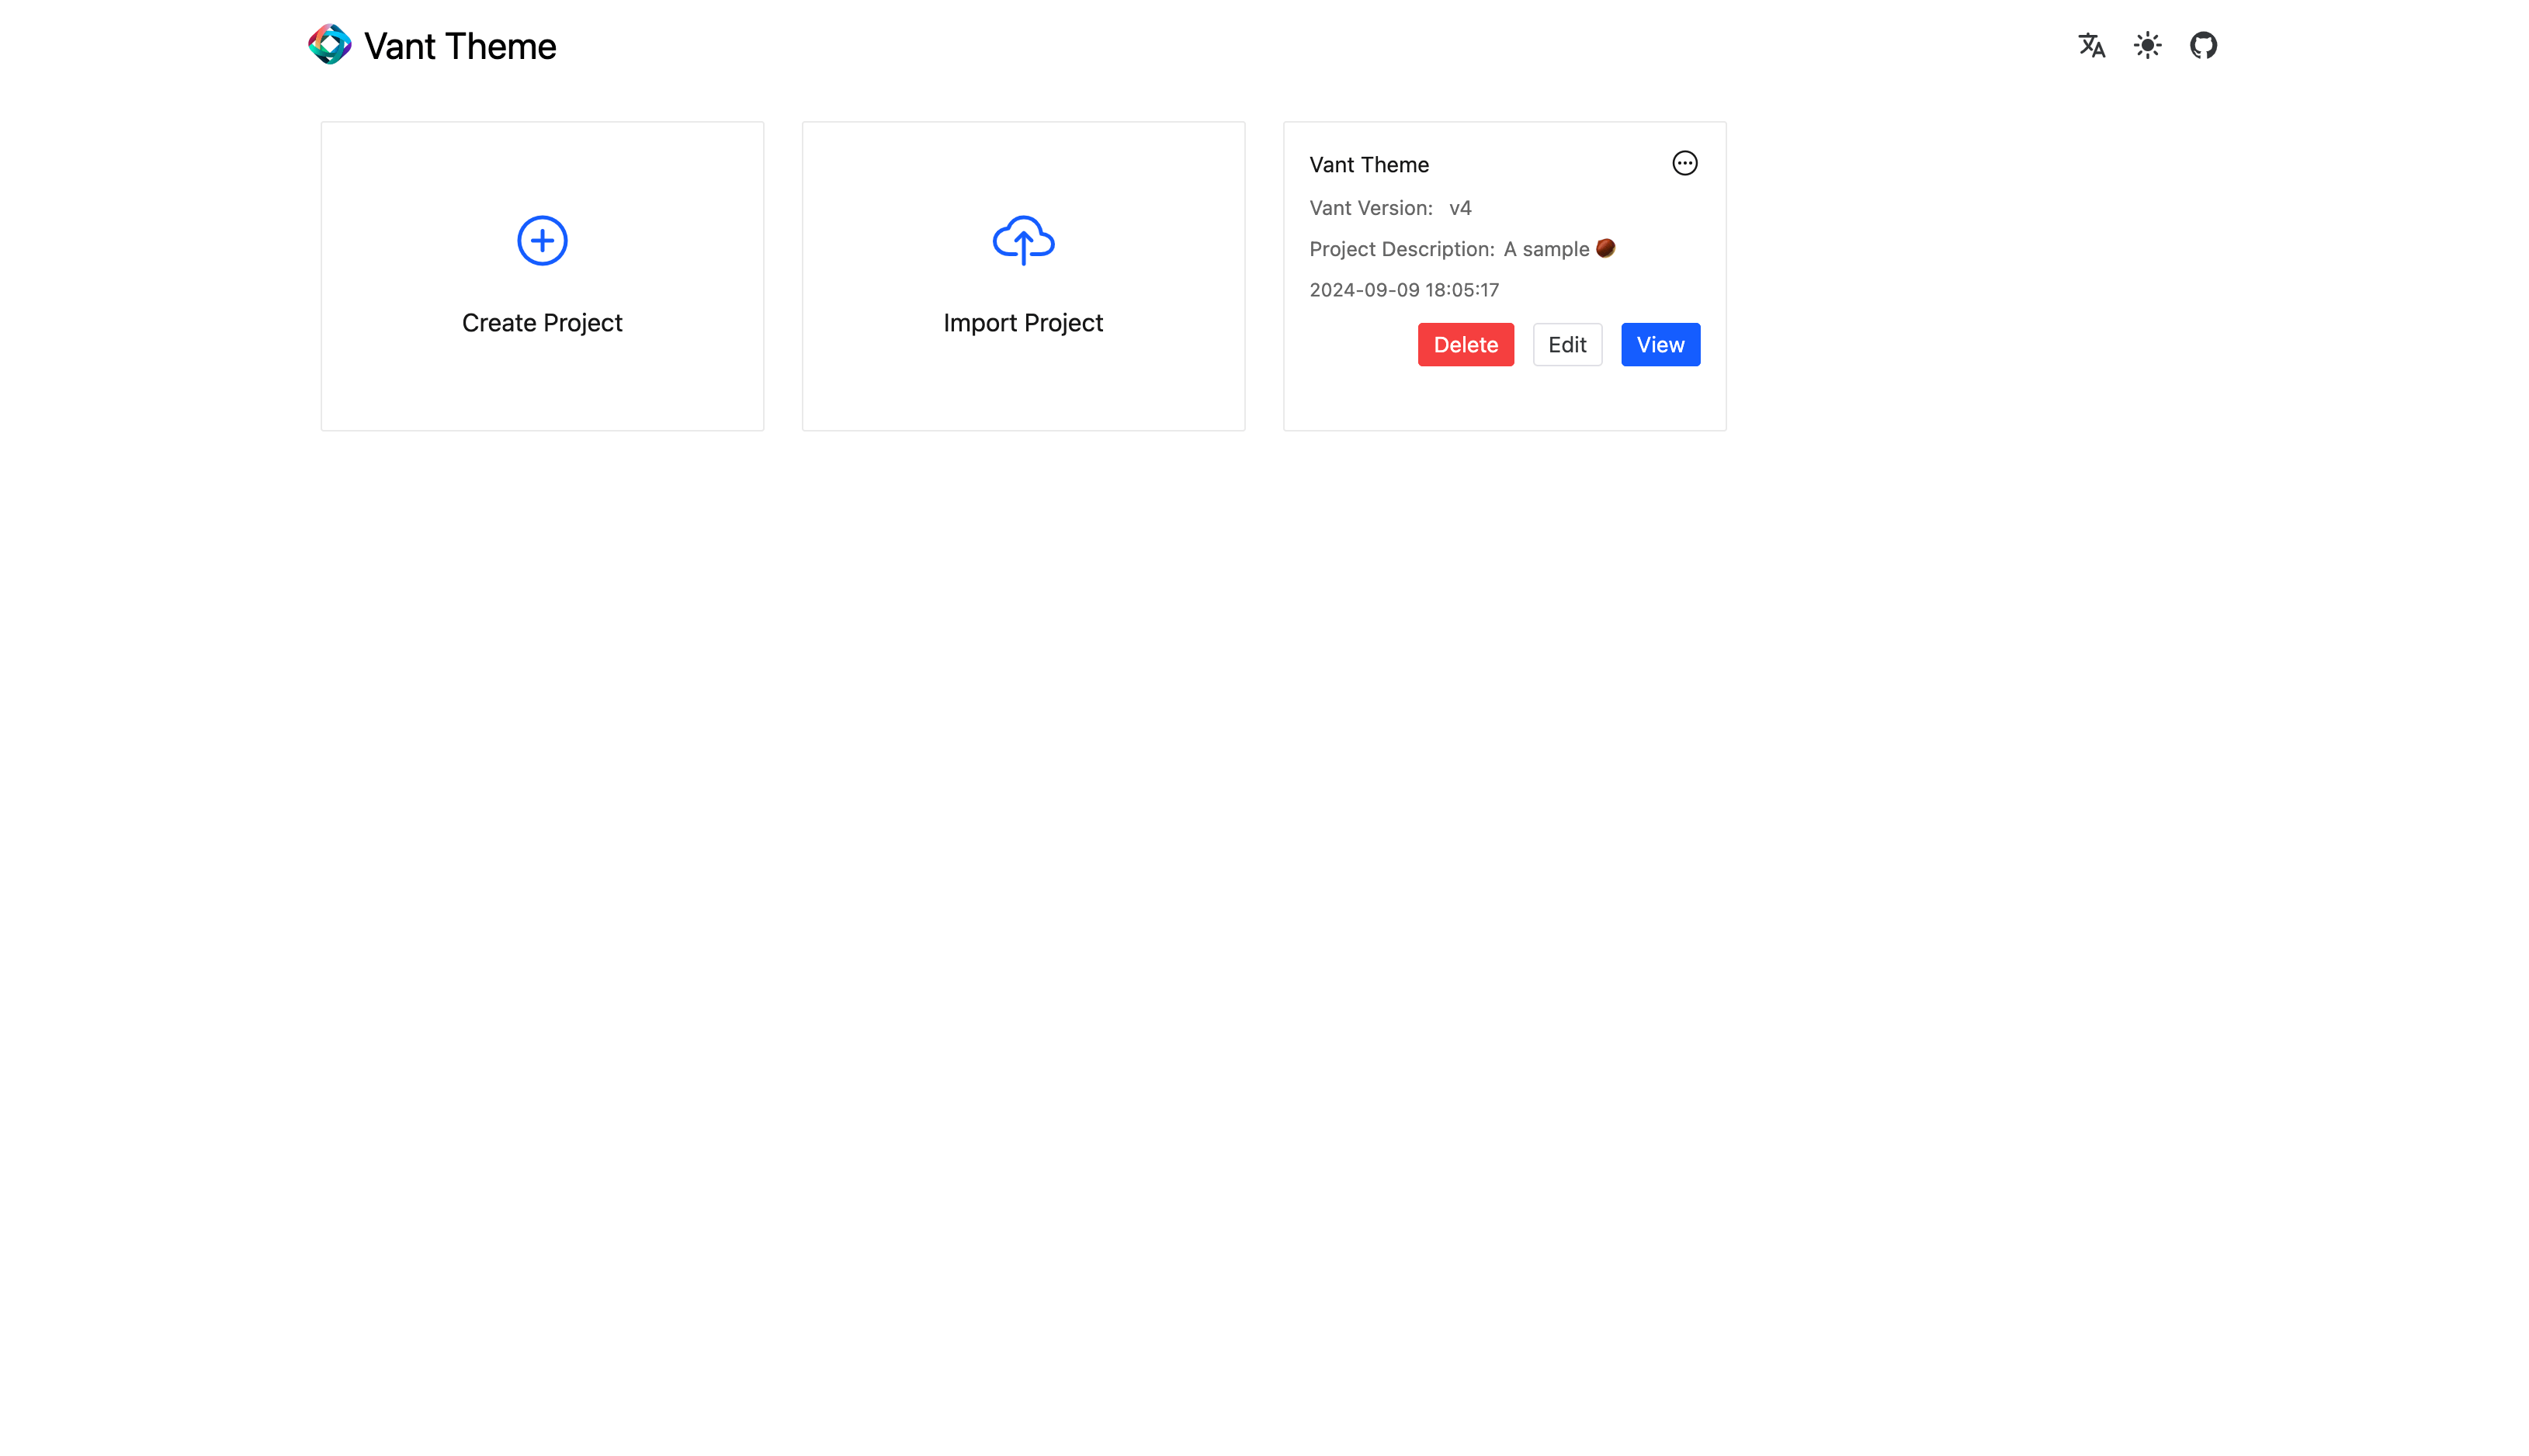 Vant Theme
Create Project
Import Project
Vant Theme
Vant Version: v4
Project Description: A sample 🌰
2024-09-09 18:05:17
Delete Edit View